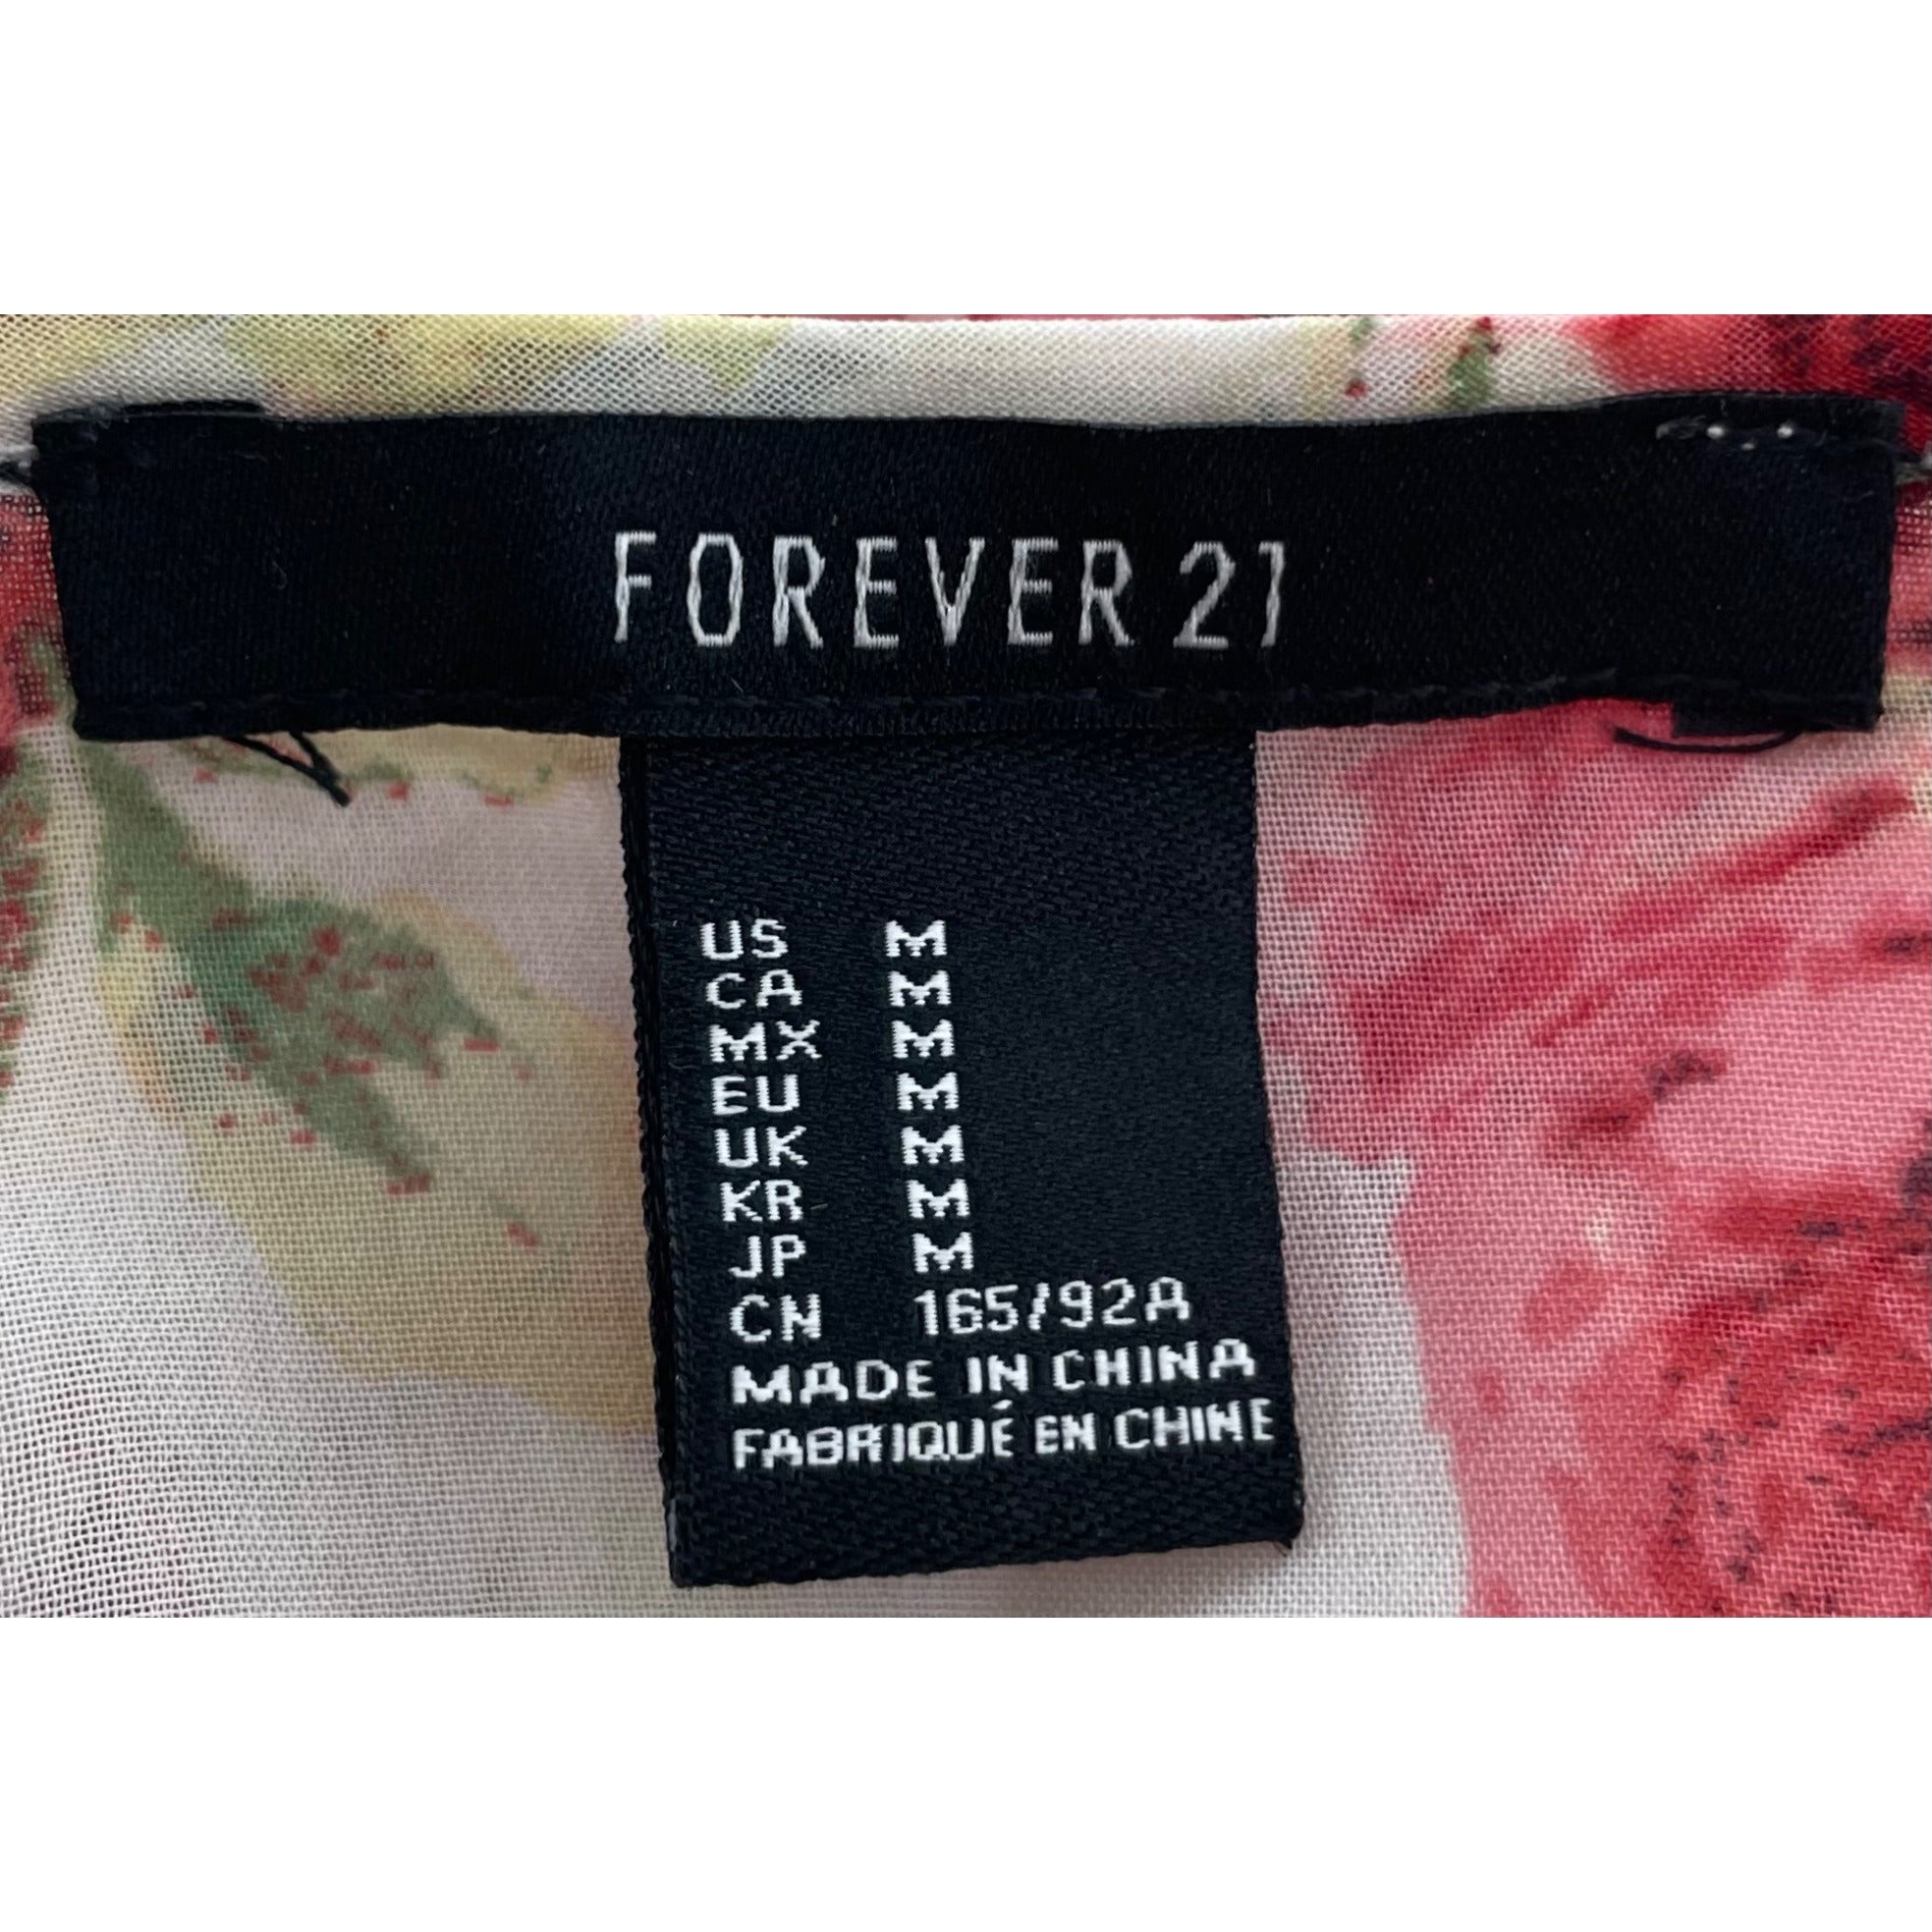 FOREVER 21
US M
CA M
MX M
EU M
UK M
KR M
JP M
CN 165/92A
MADE IN CHINA
FABRIQUÉ EN CHINE